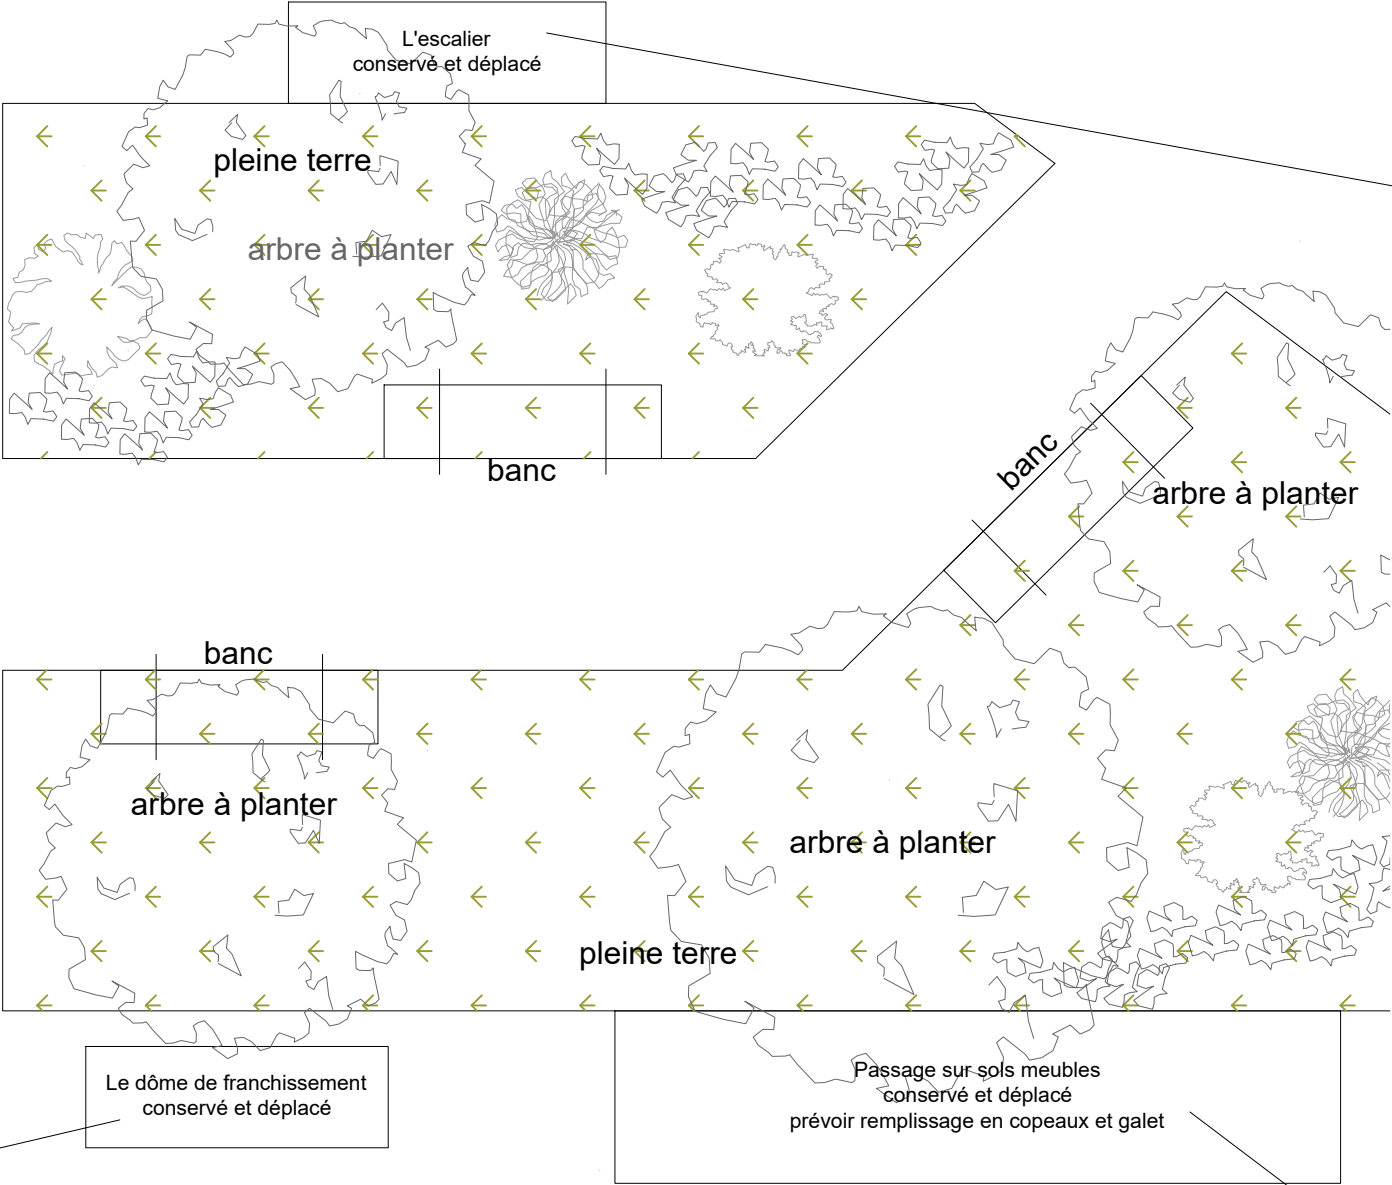 L'escalier
conservé et déplacé
pleine terre
arbre à planter
banc
banc
arbre à planter
banc
arbre à planter
arbre à planter
pleine terre
Le dôme de franchissement
conservé et déplacé
Passage sur sols meubles
conservé et déplacé
prévoir remplissage en copeaux et galet